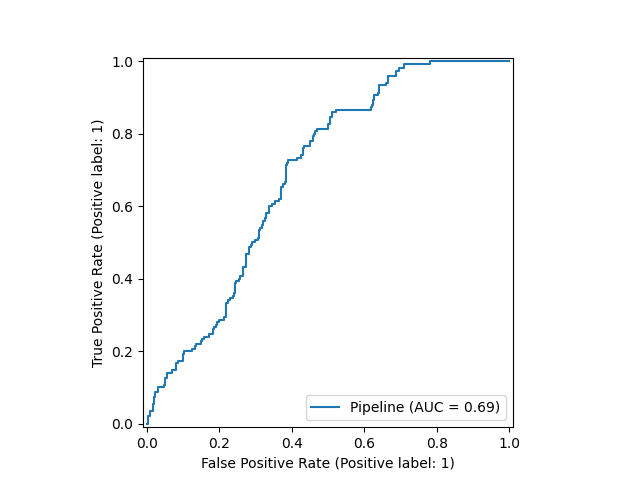 1.0
0.8
0.6
0.4
0.2
0.0
True Positive Rate (Positive label: 1)
Pipeline (AUC = 0.69)
0.0 0.2 0.4 0.6 0.8 1.0
False Positive Rate (Positive label: 1)